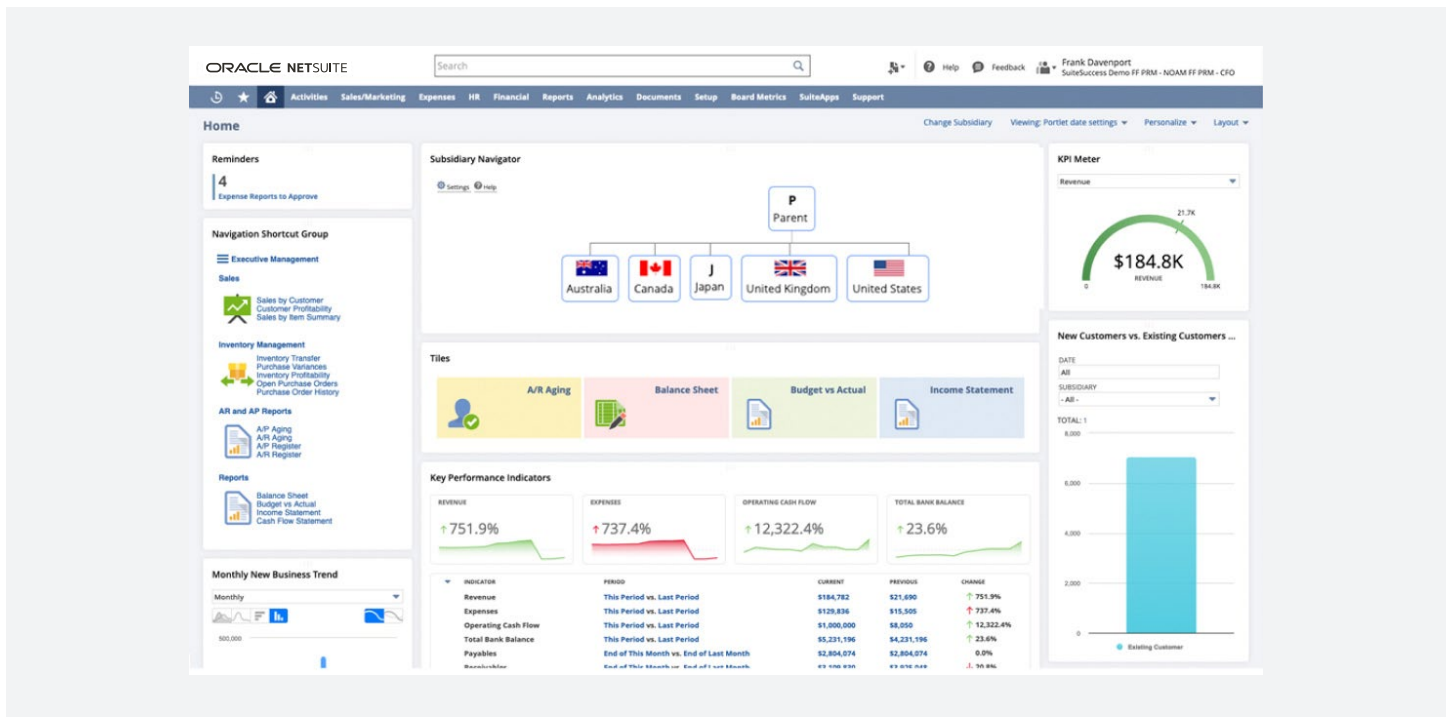 ORACLE NETSUITE
Search
Help
Feedback
Frank Davenport
SuiteSuccess Demo FF PRM - NOAM FF PRM - CFO
Activities Sales/Marketing Expenses HR Financial Reports Analytics Documents Setup Board Metrics SuiteApps Support
Home
Change Subsidiary
Viewing: Portlet date settings
Personalize
Layout
Reminders
4
Expense Reports to Approve
Navigation Shortcut Group
Executive Management
Sales
Sales by Customer
Customer Profitability
Sales by Item Summary
Inventory Management
Inventory Transfer
Purchase Variances
Inventory Profitability
Open Purchase Orders
Purchase Order History
AR and AP Reports
A/P Aging
A/R Aging
A/P Register
A/R Register
Reports
Balance Sheet
Budget vs Actual
Income Statement
Cash Flow Statement
Monthly New Business Trend
Monthly
500,000
Subsidiary Navigator
Settings
Help
P
Parent
Australia
Canada
J
Japan
United Kingdom
United States
Tiles
A/R Aging
Balance Sheet
Budget vs Actual
Income Statement
Key Performance Indicators
REVENUE
751.9%
EXPENSES
737.4%
OPERATING CASH FLOW
12,322.4%
TOTAL BANK BALANCE
23.6%
INDICATOR PERIOD CURRENT PREVIOUS CHANGE
Revenue This Period vs. Last Period $184,782 $21,690 751.9%
Expenses This Period vs. Last Period $129,836 $15,505 737.4%
Operating Cash Flow This Period vs. Last Period $1,000,000 $8,050 12,322.4%
Total Bank Balance This Period vs. Last Period $5,231,196 $4,231,196 23.6%
Payables End of This Month vs. End of Last Month $2,804,074 $2,804,074 0.0%
Receivables End of This Month vs. End of Last Month
KPI Meter
Revenue
21.7K
$184.8K
REVENUE
0
184.8K
New Customers vs. Existing Customers ...
DATE
All
SUBSIDIARY
- All -
TOTAL: 1
8,000
6,000
4,000
2,000
0
Existing Customer